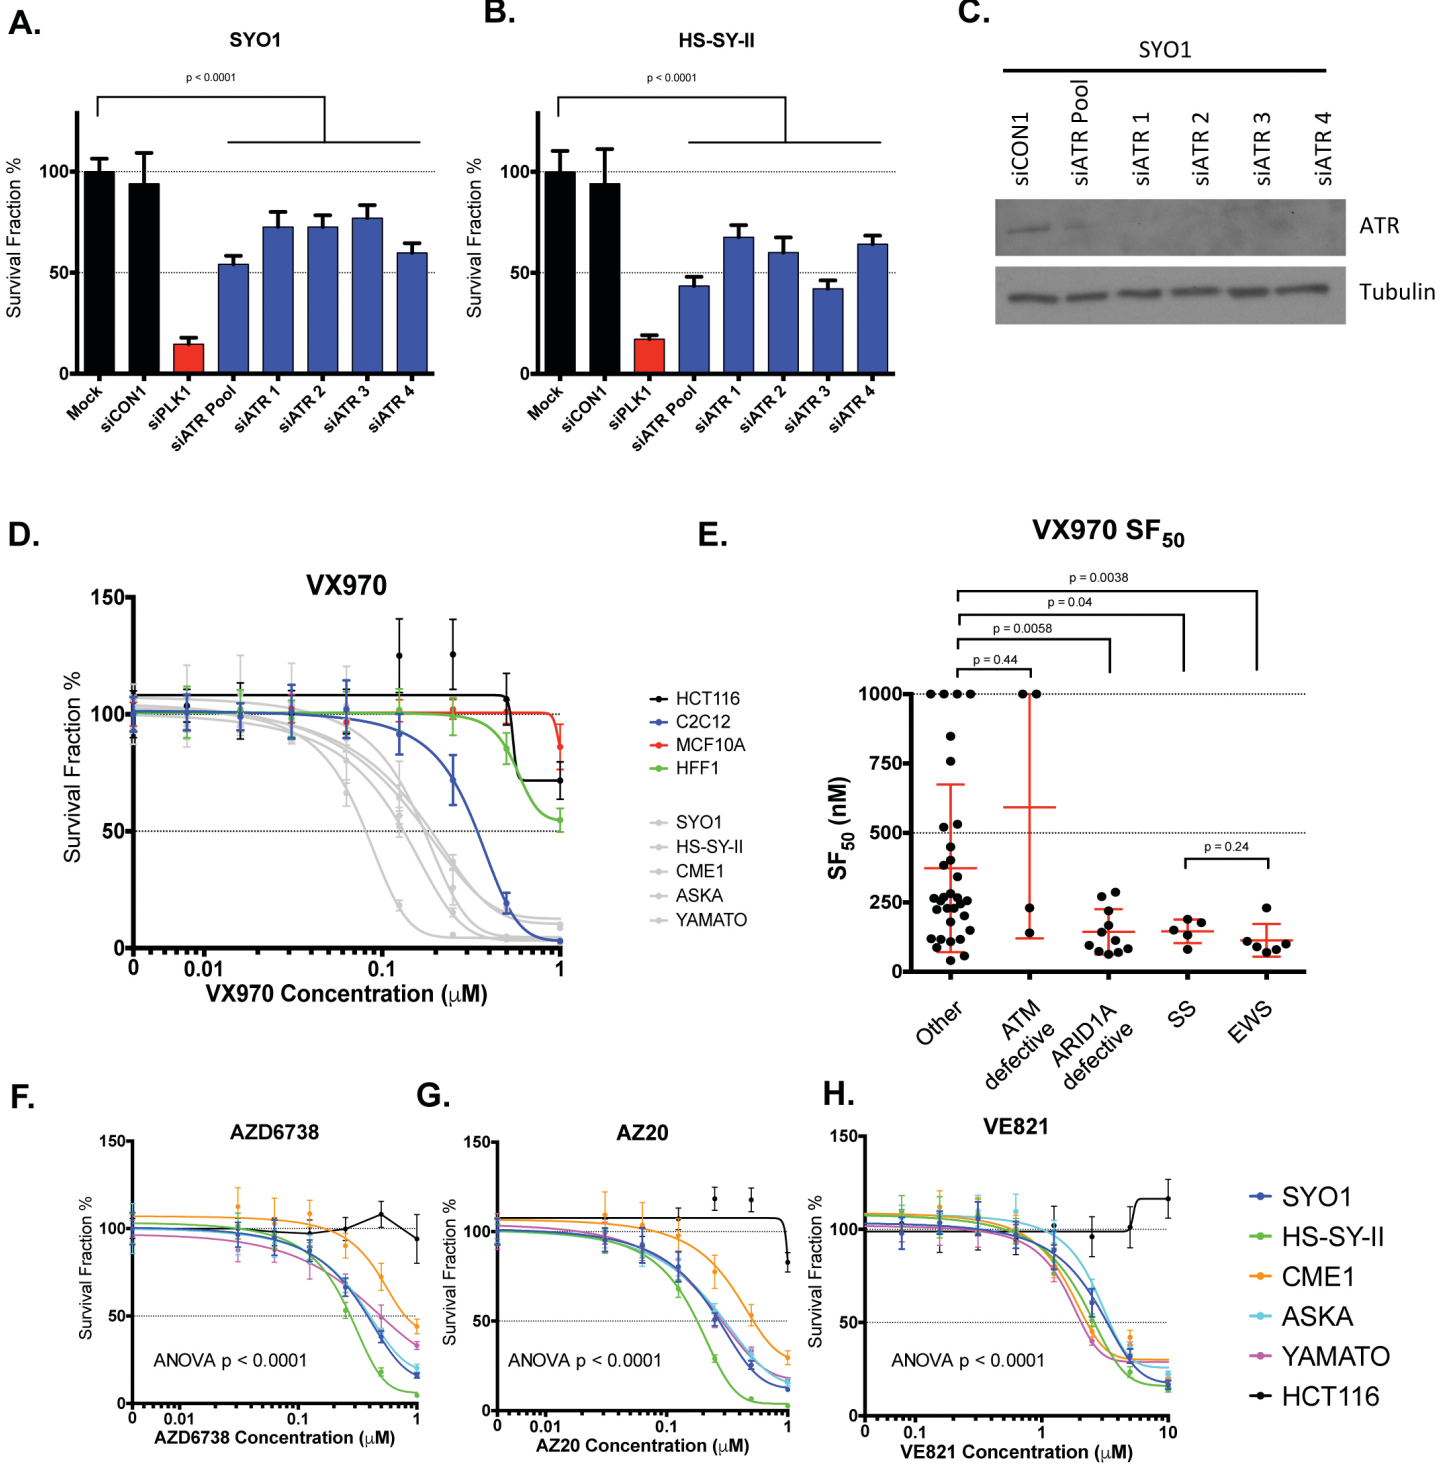 A.
SYO1
p < 0.0001
Survival Fraction %
100
50
0
Mock
siCON1
siPLK1
siATR Pool
siATR 1
siATR 2
siATR 3
siATR 4
B.
HS-SY-II
p < 0.0001
Survival Fraction %
100
50
0
Mock
siCON1
siPLK1
siATR Pool
siATR 1
siATR 2
siATR 3
siATR 4
C.
SYO1
siCON1
siATR Pool
siATR 1
siATR 2
siATR 3
siATR 4
ATR
Tubulin
D.
VX970
Survival Fraction %
150
100
50
0
0
0.01
0.1
1
VX970 Concentration (μM)
HCT116
C2C12
MCF10A
HFF1
SYO1
HS-SY-II
CME1
ASKA
YAMATO
E.
VX970 SF50
p = 0.0038
p = 0.04
p = 0.0058
p = 0.44
p = 0.24
SF50 (nM)
1000
750
500
250
0
Other
ATM
defective
ARID1A
defective
SS
EWS
F.
AZD6738
Survival Fraction %
150
100
50
0
ANOVA p < 0.0001
0
0.01
0.1
1
AZD6738 Concentration (μM)
G.
AZ20
Survival Fraction %
150
100
50
0
ANOVA p < 0.0001
0
0.01
0.1
1
AZ20 Concentration (μM)
H.
VE821
Survival Fraction %
150
100
50
0
ANOVA p < 0.0001
0
0.1
1
10
VE821 Concentration (μM)
SYO1
HS-SY-II
CME1
ASKA
YAMATO
HCT116